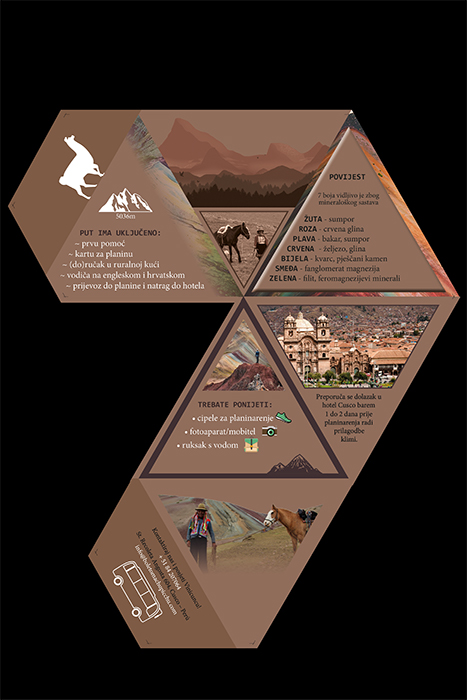 5036m
PUT IMA UKLJUČENO:
~ prvu pomoć
~ kartu za planinu
~ (do)ručak u ruralnoj kući
~ vodiča na engleskom i hrvatskom
~ prijevoz do planine i natrag do hotela
POVIJEST
7 boja vidljivo je zbog
mineraloškog sastava
ŽUTA - sumpor
ROZA - crvena glina
PLAVA - bakar, sumpor
CRVENA - željezo, glina
BIJELA - kvarc, pješčani kamen
SMEĐA - fanglomerat magnezija
ZELENA - filit, feromagnezijevi minerali
TREBATE PONIJETI:
• cipele za planinarenje
• fotoaparat/mobitel
• ruksak s vodom
Preporuča se dolazak u
hotel Cusco barem
1 do 2 dana prije
planinarenja radi
prilagodbe
klimi.
Kontaktiraj nas i posjeti Vinicuncu!